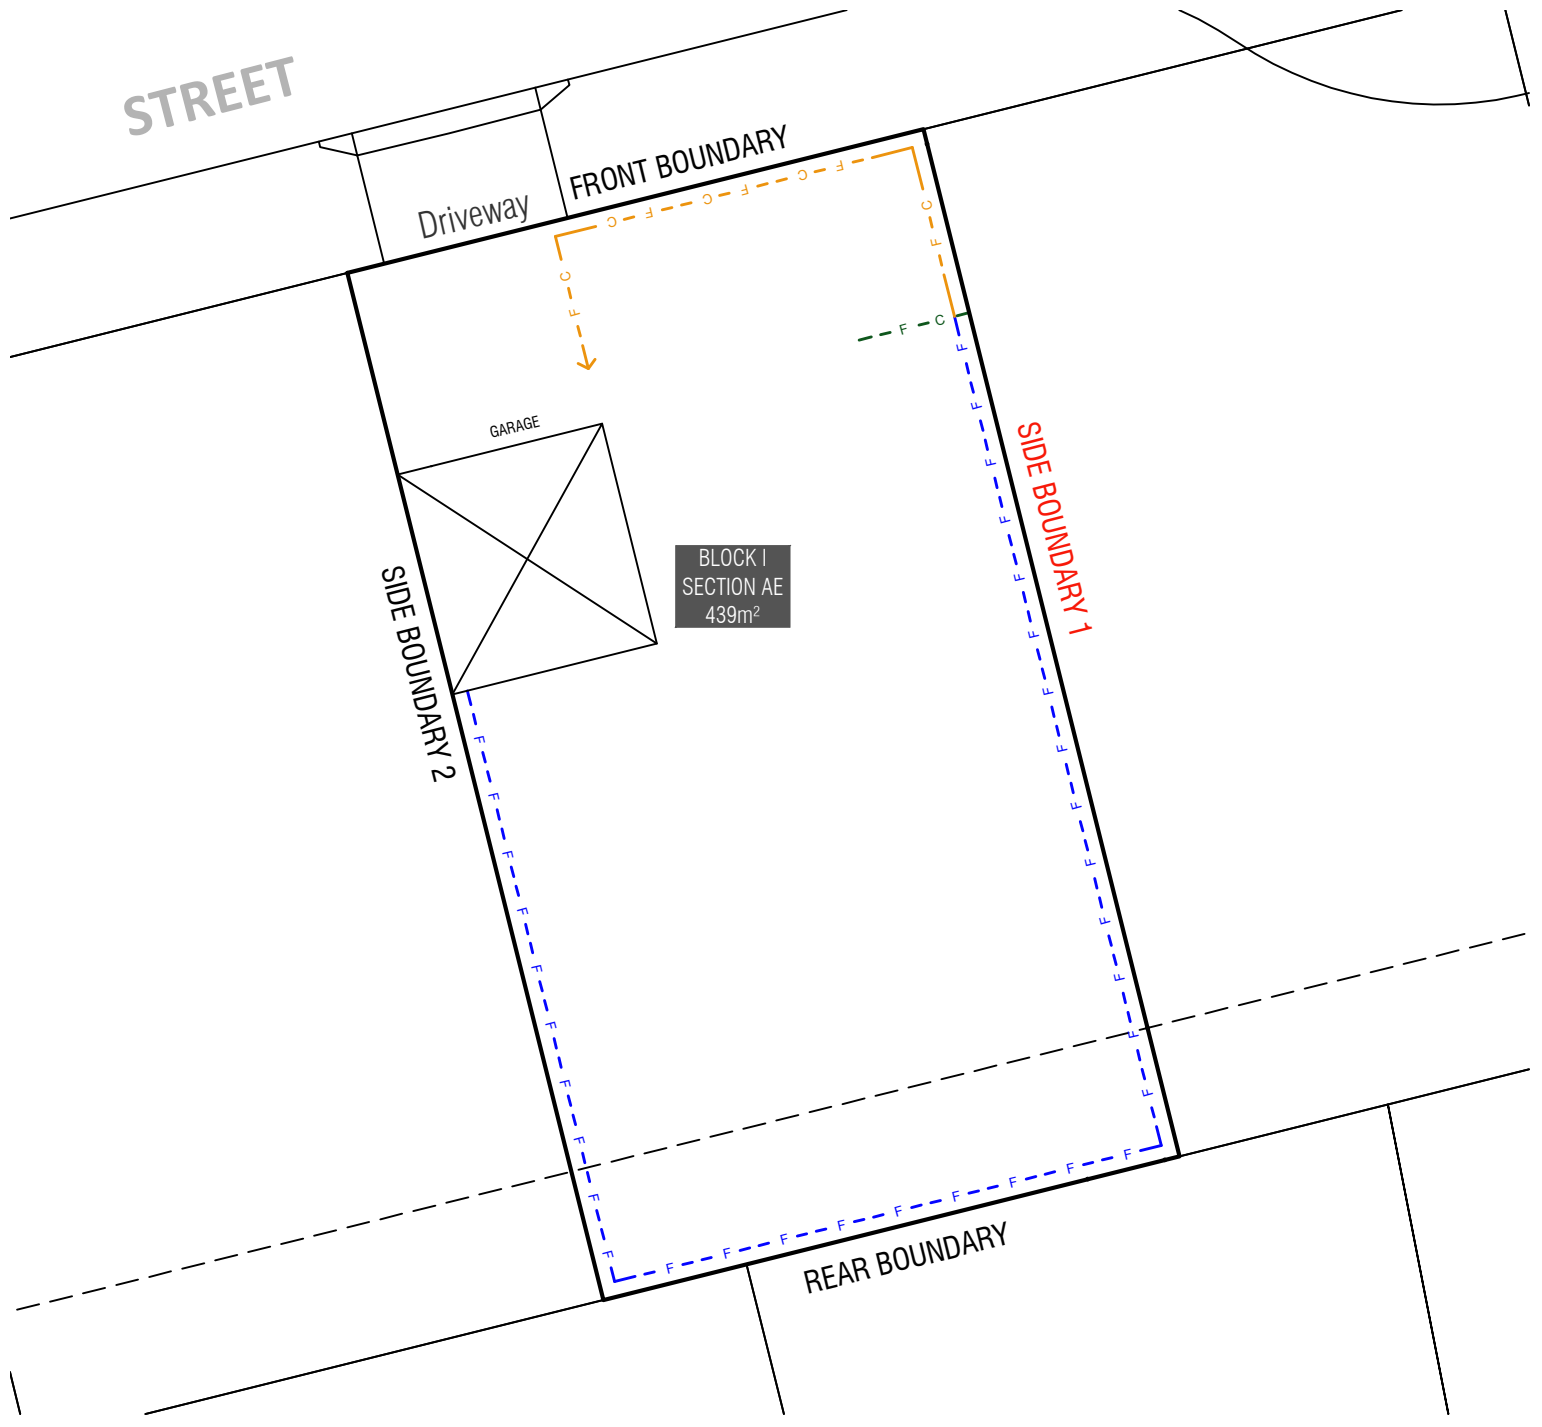 STREET
FRONT BOUNDARY
Driveway
C F C F C F C
C F
C F
F C
GARAGE
SIDE BOUNDARY 1
BLOCK I
SECTION AE
439m²
SIDE BOUNDARY 2
F F F F F F F F F F F F F F
F F F F F F F F F F
F F F F F F F F F
REAR BOUNDARY